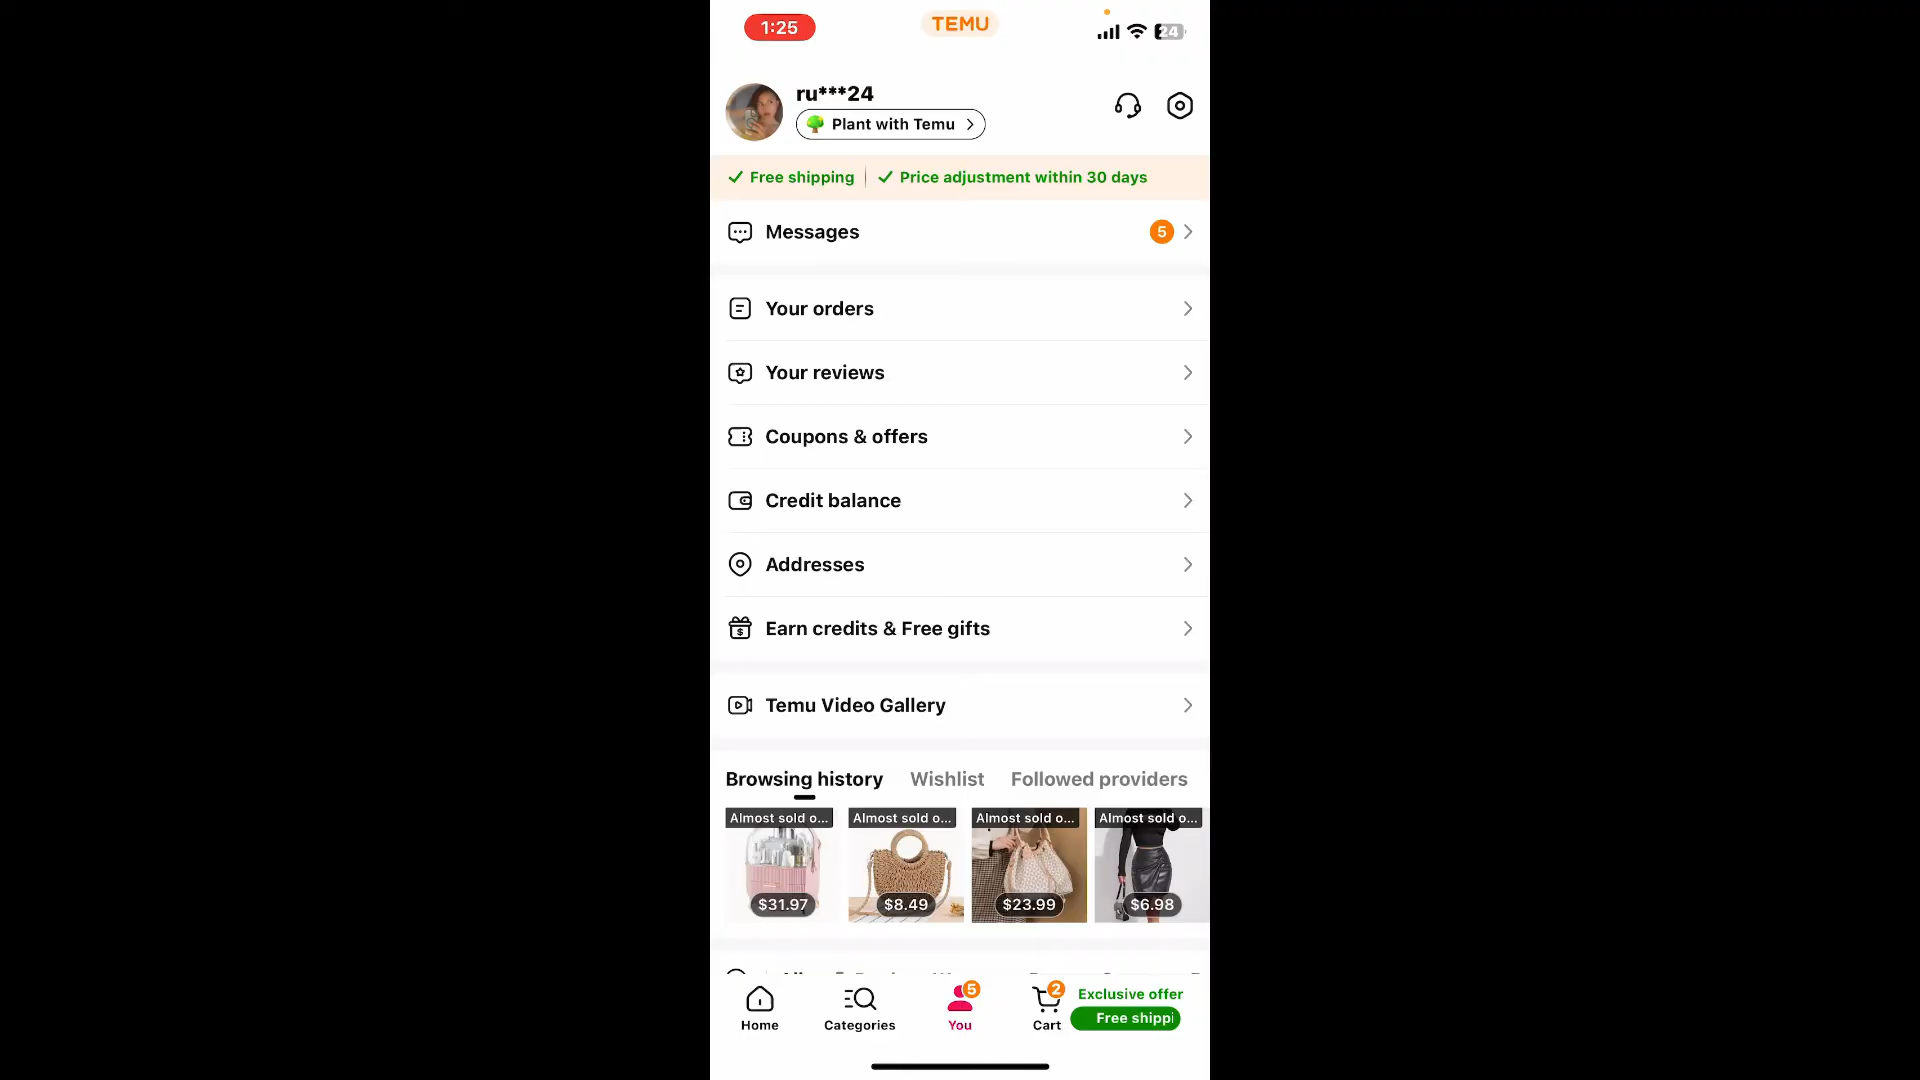 1:25
TEMU
24
ru***24
Plant with Temu
Free shipping
Price adjustment within 30 days
Messages
5
Your orders
Your reviews
Coupons & offers
Credit balance
Addresses
Earn credits & Free gifts
Temu Video Gallery
Browsing history Wishlist Followed providers
Almost sold o... Almost sold o... Almost sold o... Almost sold o...
$31.97 $8.49 $23.99 $6.98
5
2
Exclusive offer
Free shippi
Home Categories You Cart